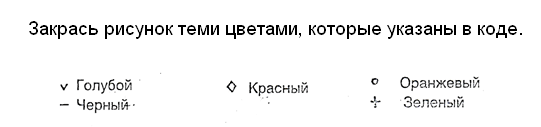 Закрась рисунок теми цветами, которые указаны в коде.
v Голубой ◇ Красный ° Оранжевый
– Черный + Зеленый